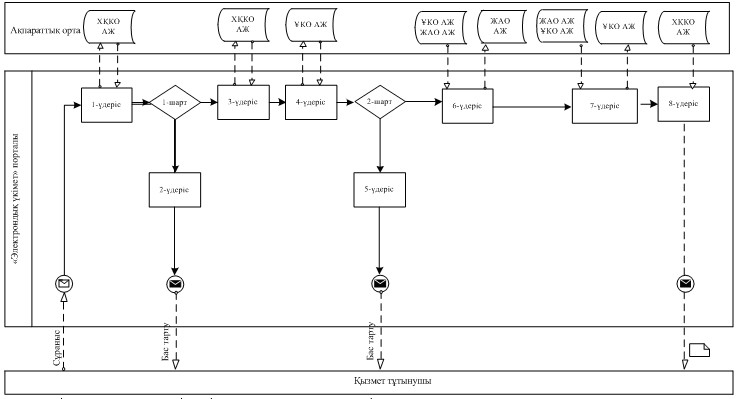 Ақпараттық орта
ХҚКО
АЖ
ХҚКО
АЖ
ҰКО АЖ
ҰКО АЖ
ЖАО АЖ
ЖАО
АЖ
ЖАО АЖ
ҰКО АЖ
ҰКО АЖ
ХҚКО
АЖ
«Электрондық үкімет» порталы
1-үдеріс
1-шарт
3-үдеріс
4-үдеріс
2-шарт
6-үдеріс
7-үдеріс
8-үдеріс
2-үдеріс
5-үдеріс
Сұраныс
Бас тарту
Бас тарту
Қызмет тұтынушы